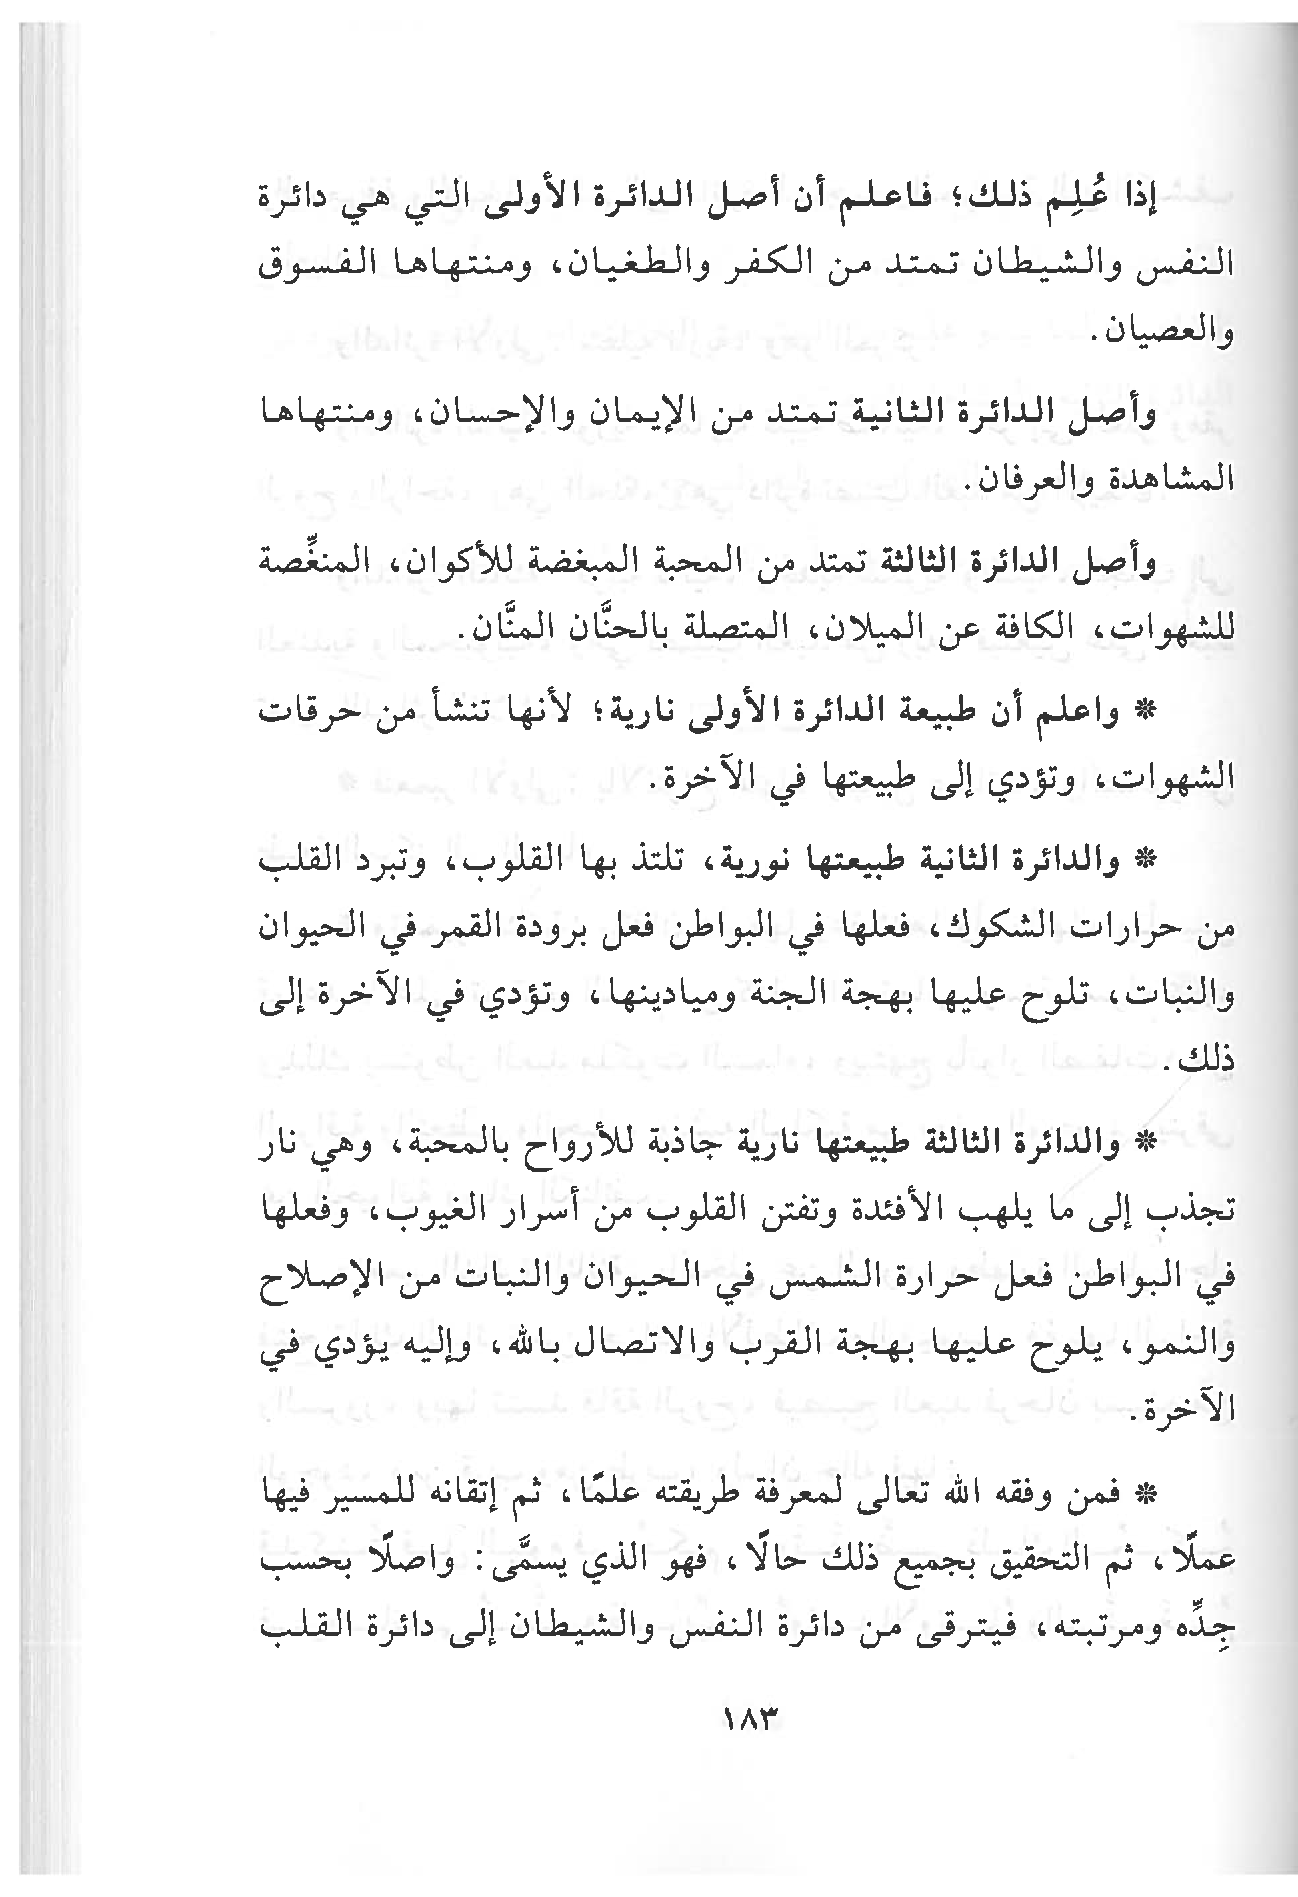 إذا عُلِم ذلك؛ فاعلم أن أصل الدائرة الأولى التي هي دائرة
النفس والشيطان تمتد من الكفر والطغيان، ومنتهاها الفسوق
والعصيان.
وأصل الدائرة الثانية تمتد من الإيمان والإحسان، ومنتهاها
المشاهدة والعرفان.
وأصل الدائرة الثالثة تمتد من المحبة المبغضة للأكوان، المنغِّصة
للشهوات، الكافة عن الميلان، المتصلة بالحنَّان المنَّان.
* واعلم أن طبيعة الدائرة الأولى نارية؛ لأنها تنشأ من حرقات
الشهوات، وتؤدي إلى طبيعتها في الآخرة.
* والدائرة الثانية طبيعتها نورية، تلتذ بها القلوب، وتبرد القلب
من حرارات الشكوك، فعلها في البواطن فعل برودة القمر في الحيوان
والنبات، تلوح عليها بهجة الجنة وميادينها، وتؤدي في الآخرة إلى
ذلك.
* والدائرة الثالثة طبيعتها نارية جاذبة للأرواح بالمحبة، وهي نار
تجذب إلى ما يلهب الأفئدة وتفتن القلوب من أسرار الغيوب، وفعلها
في البواطن فعل حرارة الشمس في الحيوان والنبات من الإصلاح
والنمو، يلوح عليها بهجة القرب والاتصال بالله، وإليه يؤدي في
الآخرة.
* فمن وفقه الله تعالى لمعرفة طريقته علمًا، ثم إتقانه للمسير فيها
عملًا، ثم التحقيق بجميع ذلك حالًا، فهو الذي يسمَّى: واصلًا بحسب
جِدِّه ومرتبته، فيترقى من دائرة النفس والشيطان إلى دائرة القلب
١٨٣